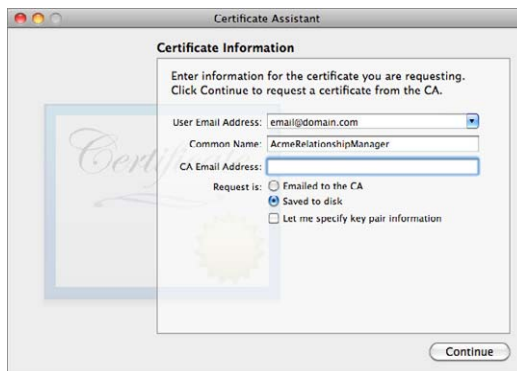 Certificate Assistant
Certificate Information
Enter information for the certificate you are requesting.
Click Continue to request a certificate from the CA.
User Email Address: email@domain.com
Common Name: AcmeRelationshipManager
CA Email Address:
Request is: Emailed to the CA
Saved to disk
Let me specify key pair information
Certificate
Continue